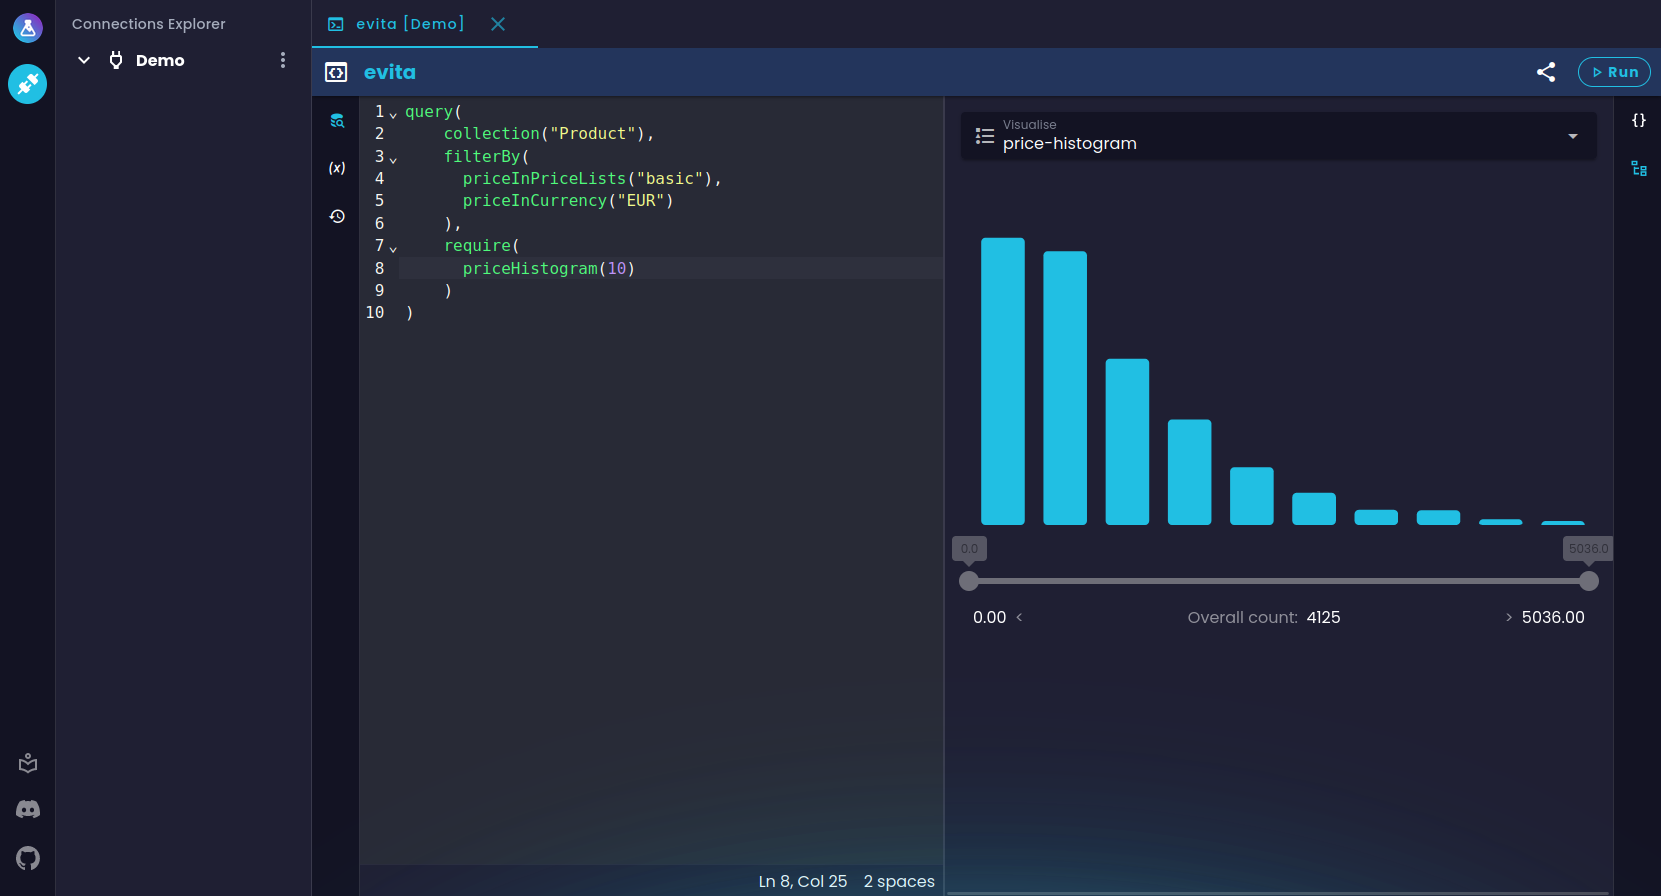 Connections Explorer
Demo
evita [Demo]
evita
Run
(x)
1 query(
2     collection("Product"),
3     filterBy(
4       priceInPriceLists("basic"),
5       priceInCurrency("EUR")
6     ),
7     require(
8       priceHistogram(10)
9     )
10 )
Ln 8, Col 25 2 spaces
Visualise
price-histogram
{}
0.0 5036.0
0.00 < Overall count: 4125 > 5036.00